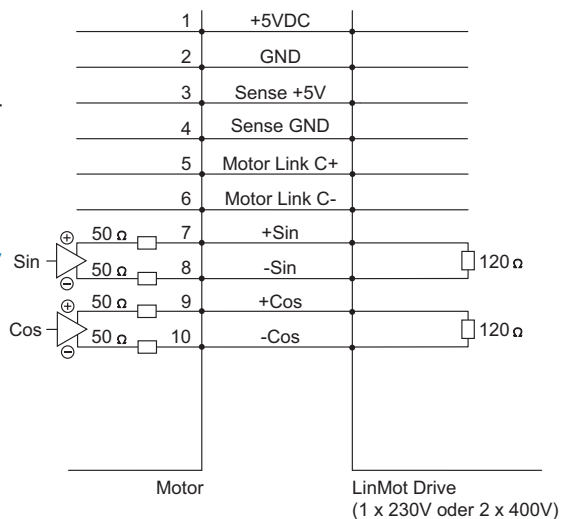 1 +5VDC
2 GND
3 Sense +5V
4 Sense GND
5 Motor Link C+
6 Motor Link C-
⊕ 50 Ω 7 +Sin
Sin 120 Ω
⊖ 50 Ω 8 -Sin
⊕ 50 Ω 9 +Cos
Cos 120 Ω
⊖ 50 Ω 10 -Cos
Motor LinMot Drive
(1 x 230V oder 2 x 400V)